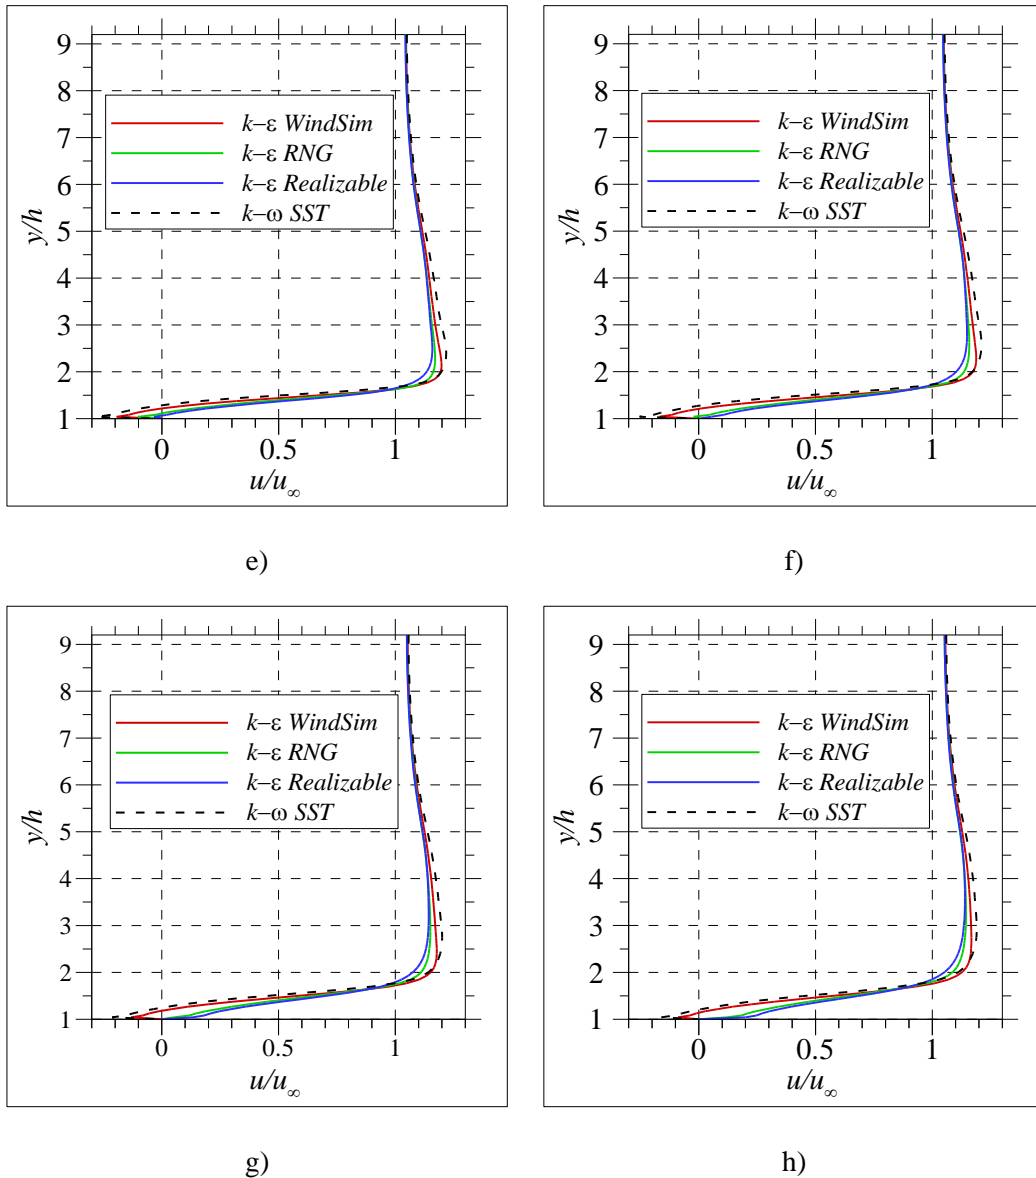 9
8
7
6
5
4
3
2
1
y/h
k−ε WindSim
k−ε RNG
k−ε Realizable
k−ω SST
0
0.5
1
u/u∞
e)
9
8
7
6
5
4
3
2
1
y/h
k−ε WindSim
k−ε RNG
k−ε Realizable
k−ω SST
0
0.5
1
u/u∞
f)
9
8
7
6
5
4
3
2
1
y/h
k−ε WindSim
k−ε RNG
k−ε Realizable
k−ω SST
0
0.5
1
u/u∞
g)
9
8
7
6
5
4
3
2
1
y/h
k−ε WindSim
k−ε RNG
k−ε Realizable
k−ω SST
0
0.5
1
u/u∞
h)